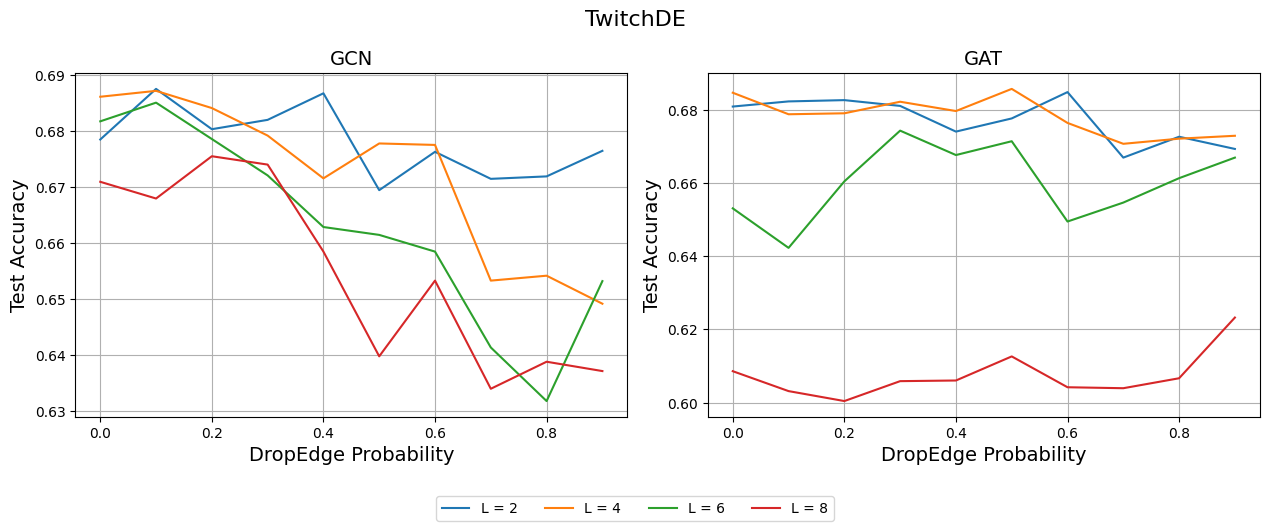 TwitchDE
GCN
Test Accuracy
0.69
0.68
0.67
0.66
0.65
0.64
0.63
0.0 0.2 0.4 0.6 0.8
DropEdge Probability
GAT
Test Accuracy
0.68
0.66
0.64
0.62
0.60
0.0 0.2 0.4 0.6 0.8
DropEdge Probability
L = 2 L = 4 L = 6 L = 8